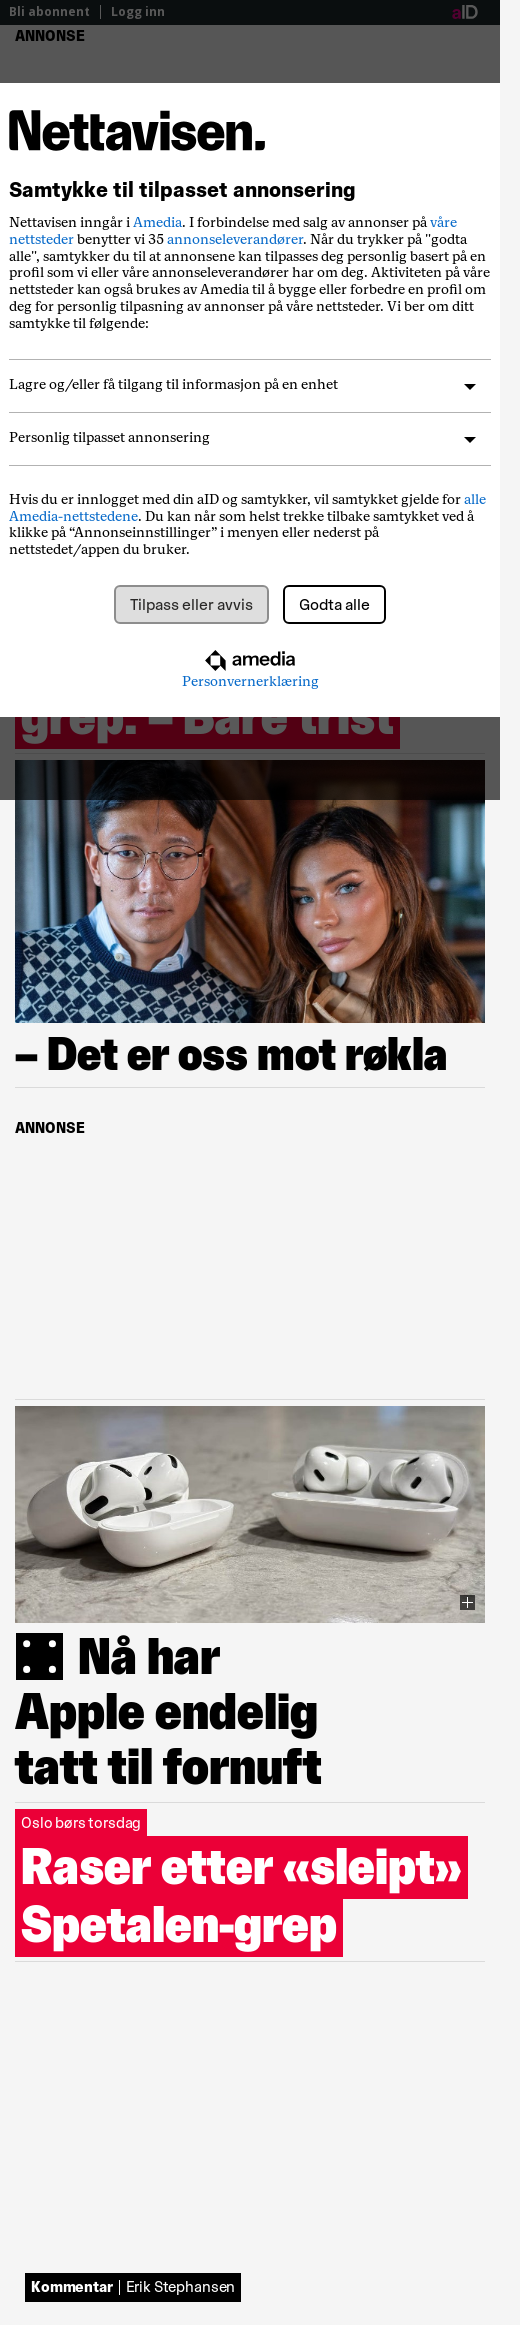 Bli abonnent | Logg inn aID
ANNONSE
Nettavisen.
Samtykke til tilpasset annonsering
Nettavisen inngår i Amedia. I forbindelse med salg av annonser på våre
nettsteder benytter vi 35 annonseleverandører. Når du trykker på "godta
alle", samtykker du til at annonsene kan tilpasses deg personlig basert på en
profil som vi eller våre annonseleverandører har om deg. Aktiviteten på våre
nettsteder kan også brukes av Amedia til å bygge eller forbedre en profil om
deg for personlig tilpasning av annonser på våre nettsteder. Vi ber om ditt
samtykke til følgende:
Lagre og/eller få tilgang til informasjon på en enhet
Personlig tilpasset annonsering
Hvis du er innlogget med din aID og samtykker, vil samtykket gjelde for alle
Amedia-nettstedene. Du kan når som helst trekke tilbake samtykket ved å
klikke på “Annonseinnstillinger” i menyen eller nederst på
nettstedet/appen du bruker.
Tilpass eller avvis Godta alle
amedia
Personvernerklæring
grep: – Bare trist
– Det er oss mot røkla
ANNONSE
Nå har
Apple endelig
tatt til fornuft
Oslo børs torsdag
Raser etter «sleipt»
Spetalen-grep
Kommentar | Erik Stephansen